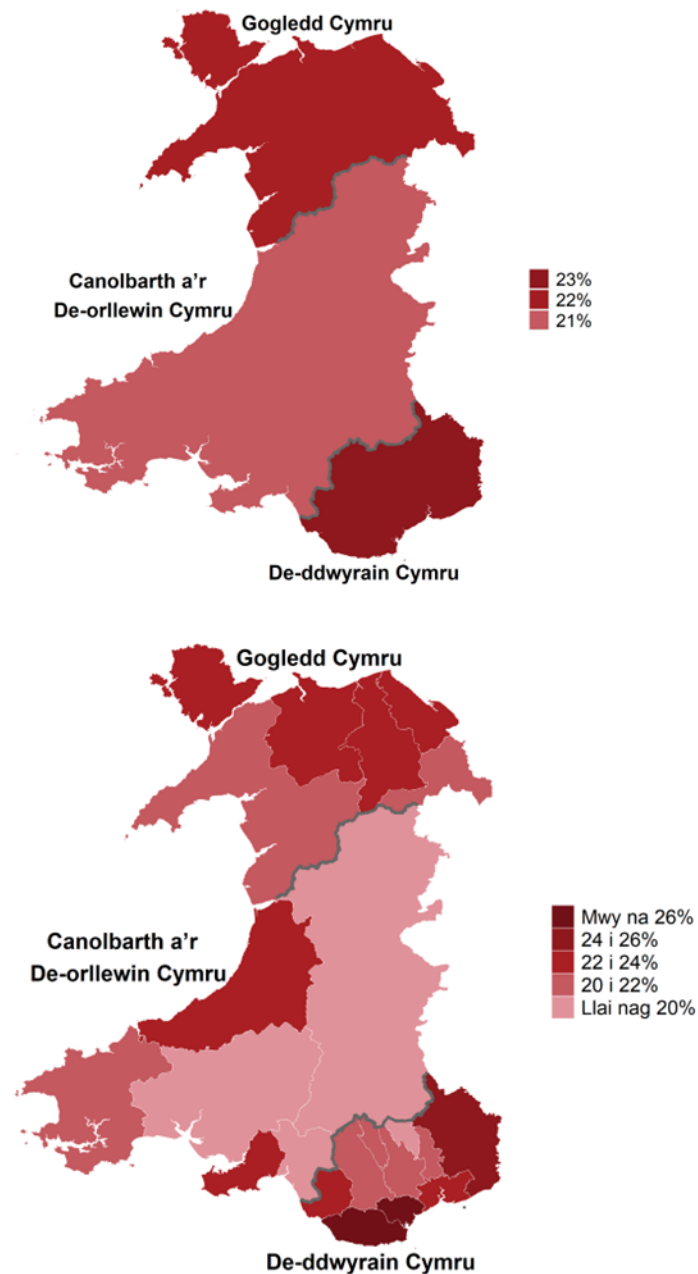 Gogledd Cymru
Canolbarth a'r
De-orllewin Cymru
23%
22%
21%
De-ddwyrain Cymru
Gogledd Cymru
Canolbarth a'r
De-orllewin Cymru
Mwy na 26%
24 i 26%
22 i 24%
20 i 22%
Llai nag 20%
De-ddwyrain Cymru